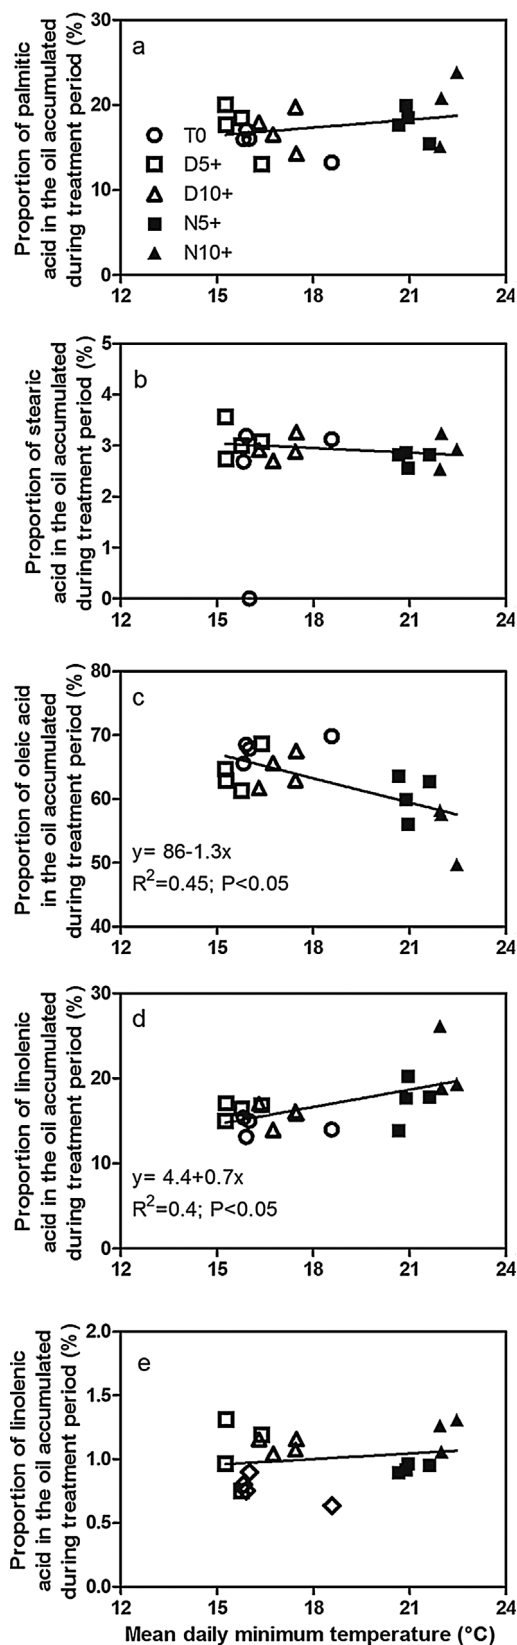 Proportion of palmitic
acid in the oil accumulated
during treatment period (%)
30
20
10
0
a
T0
D5+
D10+
N5+
N10+
12
15
18
21
24
Proportion of stearic
acid in the oil accumulated
during treatment period (%)
5
4
3
2
1
0
b
12
15
18
21
24
Proportion of oleic acid
in the oil accumulated
during treatment period (%)
80
70
60
50
40
c
y= 86-1.3x
R²=0.45; P<0.05
12
15
18
21
24
Proportion of linolenic
acid in the oil accumulated
during treatment period (%)
30
20
10
0
d
y= 4.4+0.7x
R²=0.4; P<0.05
12
15
18
21
24
Proportion of linolenic
acid in the oil accumulated
during treatment period (%)
2.0
1.5
1.0
0.5
0.0
e
12
15
18
21
24
Mean daily minimum temperature (°C)